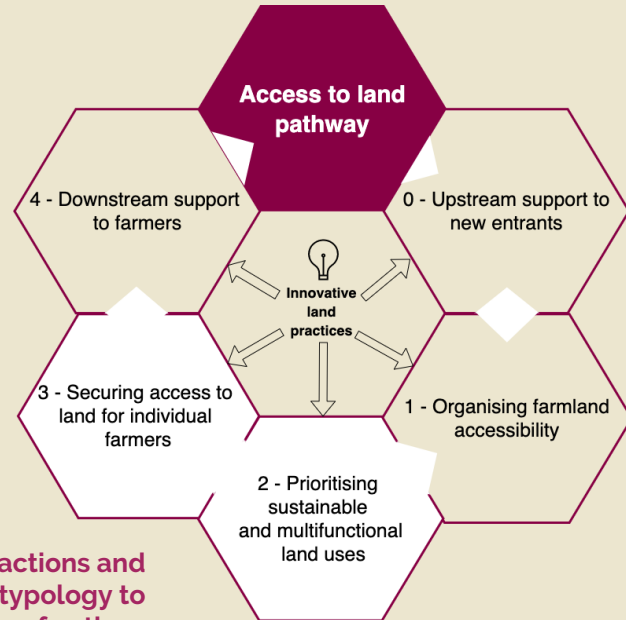 Access to land
pathway
4 - Downstream support
to farmers
0 - Upstream support to
new entrants
Innovative
land
practices
3 - Securing access to
land for individual
farmers
1 - Organising farmland
accessibility
2 - Prioritising
sustainable
and multifunctional
land uses
actions and
typology to